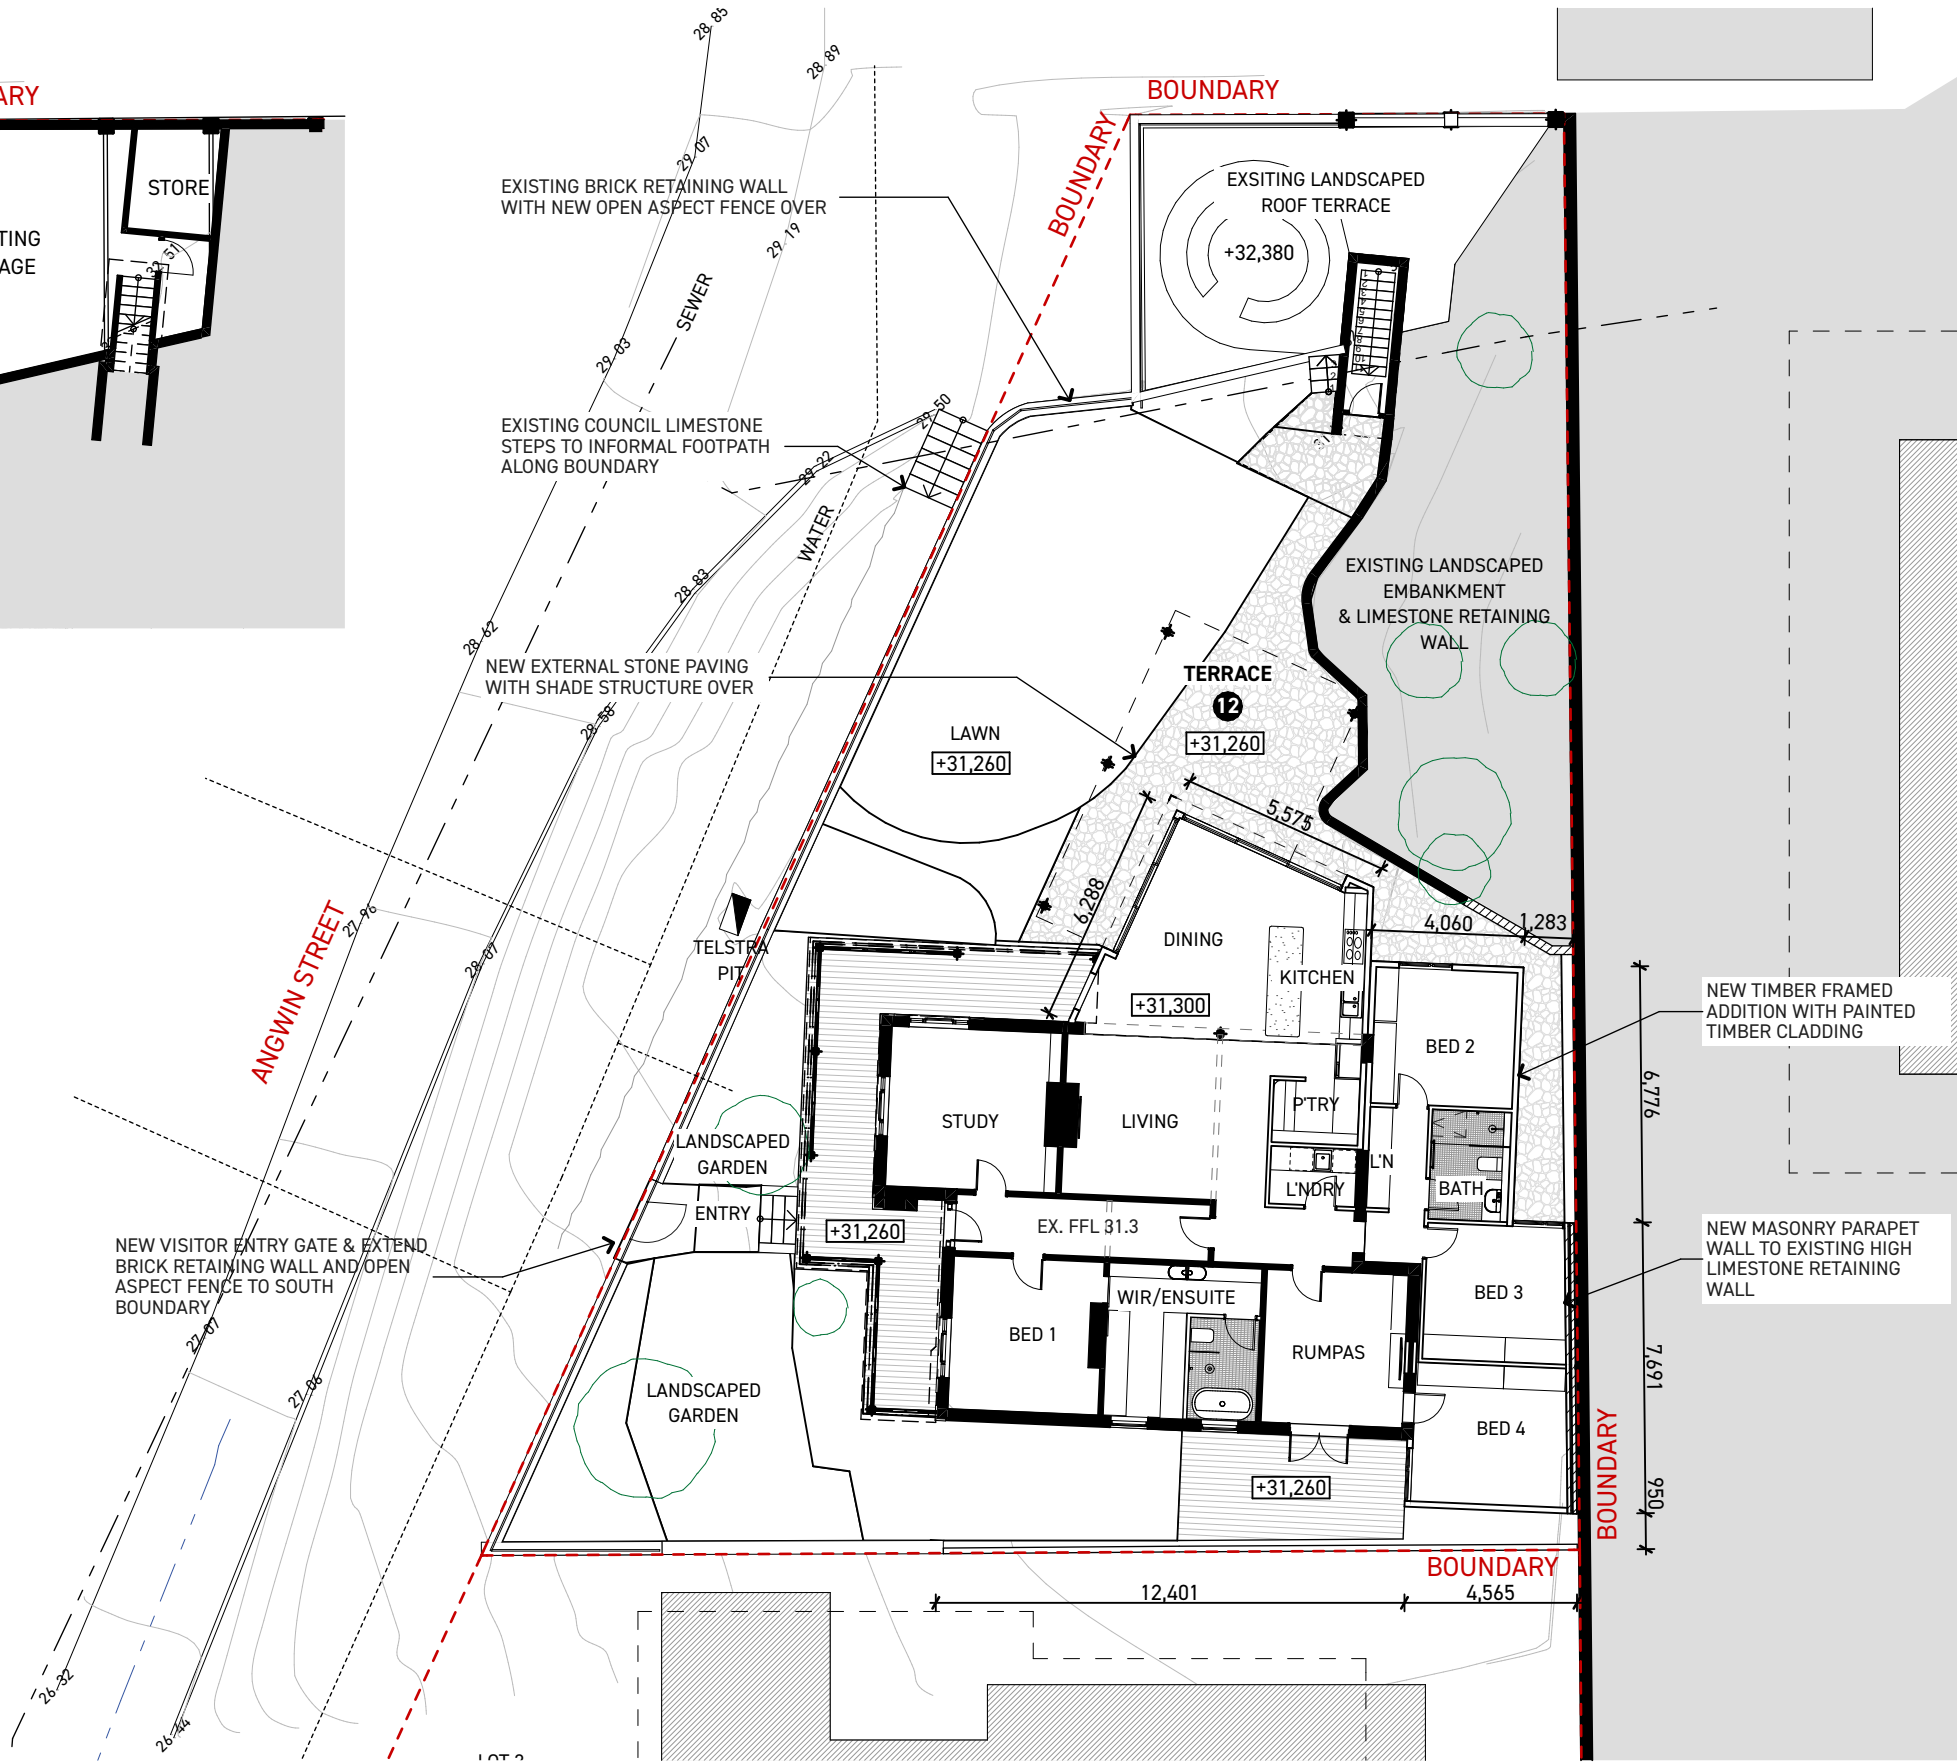 ARY
STORE
TING
AGE
32.51
28.85
28.89
29.07
29.19
BOUNDARY
BOUNDARY
EXISTING BRICK RETAINING WALL
WITH NEW OPEN ASPECT FENCE OVER
EXSITING LANDSCAPED
ROOF TERRACE
+32,380
SEWER
29.03
29.50
EXISTING COUNCIL LIMESTONE
STEPS TO INFORMAL FOOTPATH
ALONG BOUNDARY
29.22
WATER
28.83
28.62
EXISTING LANDSCAPED
EMBANKMENT
& LIMESTONE RETAINING
WALL
NEW EXTERNAL STONE PAVING
WITH SHADE STRUCTURE OVER
28.58
TERRACE
12
+31,260
LAWN
+31,260
5,575
6,288
ANGWIN STREET
27.96
28.07
TELSTRA
PIT
DINING
KITCHEN
+31,300
4,060
1,283
NEW TIMBER FRAMED
ADDITION WITH PAINTED
TIMBER CLADDING
BED 2
6,776
STUDY
LIVING
P'TRY
LANDSCAPED
GARDEN
L'N
L'NDRY
BATH
ENTRY
+31,260
EX. FFL 31.3
NEW VISITOR ENTRY GATE & EXTEND
BRICK RETAINING WALL AND OPEN
ASPECT FENCE TO SOUTH
BOUNDARY
NEW MASONRY PARAPET
WALL TO EXISTING HIGH
LIMESTONE RETAINING
WALL
BED 3
WIR/ENSUITE
BED 1
RUMPAS
7,691
27.07
27.06
LANDSCAPED
GARDEN
BED 4
BOUNDARY
+31,260
950
BOUNDARY
12,401
4,565
26.32
26.44
LOT 2